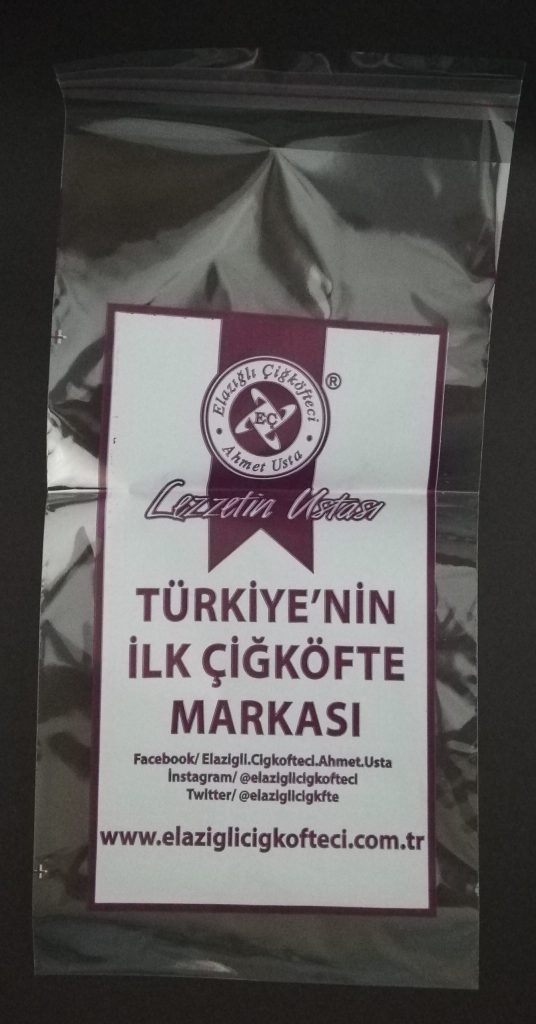 Elazığlı Çiğköfteci
®
EÇ
Ahmet Usta
Lezzetin Ustası
TÜRKİYE'NİN
İLK ÇİĞKÖFTE
MARKASI
Facebook/ Elazigli.Cigkofteci.Ahmet.Usta
İnstagram/ @elaziglicigkofteci
Twitter/ @elaziglicigkfte
www.elaziglicigkofteci.com.tr